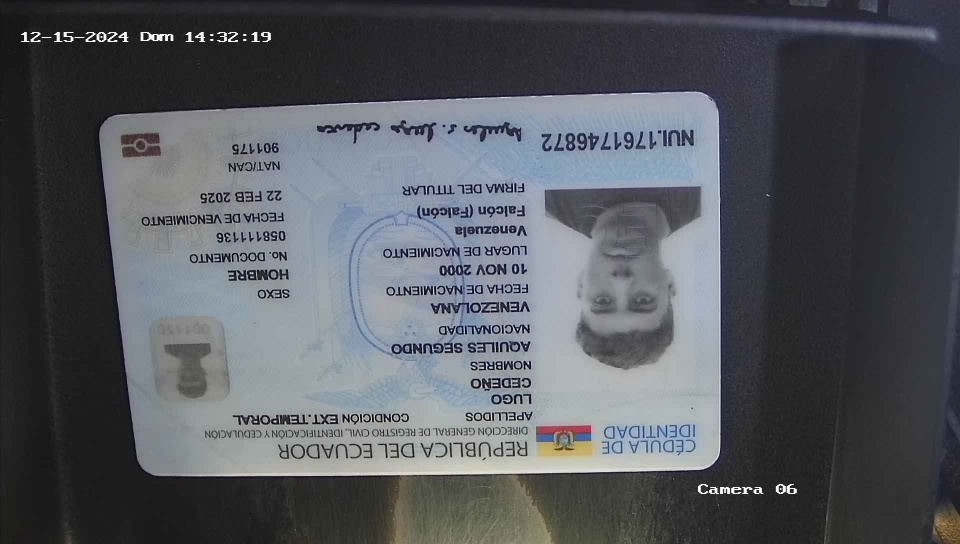 12-15-2024 Dom 14:32:19
CÉDULA DE IDENTIDAD
REPÚBLICA DEL ECUADOR
DIRECCIÓN GENERAL DE REGISTRO CIVIL, IDENTIFICACIÓN Y CEDULACIÓN
APELLIDOS
CONDICIÓN EXT.TEMPORAL
LUGO
CEDEÑO
NOMBRES
AQUILES SEGUNDO
NACIONALIDAD
VENEZOLANA
FECHA DE NACIMIENTO
10 NOV 2000
LUGAR DE NACIMIENTO
Venezuela
Falcón (Falcón)
FIRMA DEL TITULAR
SEXO
HOMBRE
No. DOCUMENTO
058111136
FECHA DE VENCIMIENTO
22 FEB 2025
NAT/CAN
901175
NUI.1761746872
Camera 06